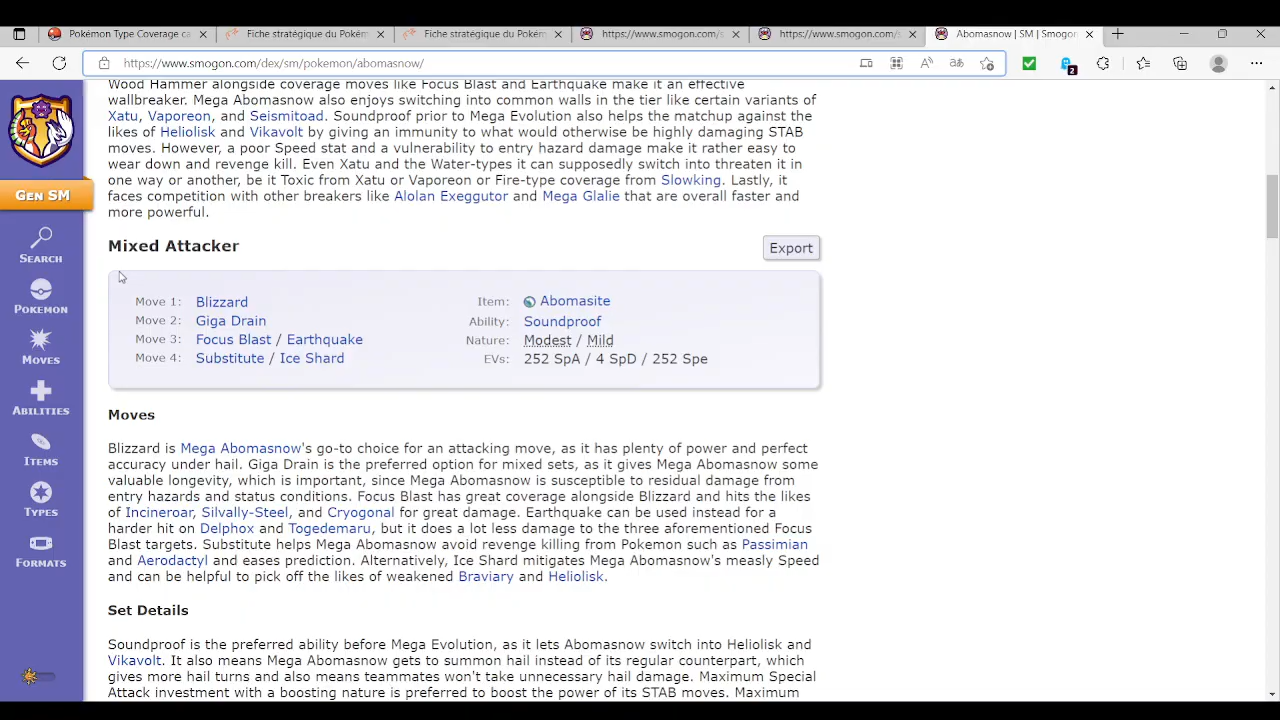 Pokémon Type Coverage ca
Fiche stratégique du Pokém
Fiche stratégique du Pokém
https://www.smogon.com/s
https://www.smogon.com/s
Abomasnow | SM | Smogon
https://www.smogon.com/dex/sm/pokemon/abomasnow/
2
Gen SM
Search
Pokemon
Moves
Abilities
Items
Types
Formats
Wood Hammer alongside coverage moves like Focus Blast and Earthquake make it an effective
wallbreaker. Mega Abomasnow also enjoys switching into common walls in the tier like certain variants of
Xatu, Vaporeon, and Seismitoad. Soundproof prior to Mega Evolution also helps the matchup against the
likes of Heliolisk and Vikavolt by giving an immunity to what would otherwise be highly damaging STAB
moves. However, a poor Speed stat and a vulnerability to entry hazard damage make it rather easy to
wear down and revenge kill. Even Xatu and the Water-types it can supposedly switch into threaten it in
one way or another, be it Toxic from Xatu or Vaporeon or Fire-type coverage from Slowking. Lastly, it
faces competition with other breakers like Alolan Exeggutor and Mega Glalie that are overall faster and
more powerful.
Mixed Attacker
Export
Move 1: Blizzard
Move 2: Giga Drain
Move 3: Focus Blast / Earthquake
Move 4: Substitute / Ice Shard
Item: Abomasite
Ability: Soundproof
Nature: Modest / Mild
EVs: 252 SpA / 4 SpD / 252 Spe
Moves
Blizzard is Mega Abomasnow's go-to choice for an attacking move, as it has plenty of power and perfect
accuracy under hail. Giga Drain is the preferred option for mixed sets, as it gives Mega Abomasnow some
valuable longevity, which is important, since Mega Abomasnow is susceptible to residual damage from
entry hazards and status conditions. Focus Blast has great coverage alongside Blizzard and hits the likes
of Incineroar, Silvally-Steel, and Cryogonal for great damage. Earthquake can be used instead for a
harder hit on Delphox and Togedemaru, but it does a lot less damage to the three aforementioned Focus
Blast targets. Substitute helps Mega Abomasnow avoid revenge killing from Pokemon such as Passimian
and Aerodactyl and eases prediction. Alternatively, Ice Shard mitigates Mega Abomasnow's measly Speed
and can be helpful to pick off the likes of weakened Braviary and Heliolisk.
Set Details
Soundproof is the preferred ability before Mega Evolution, as it lets Abomasnow switch into Heliolisk and
Vikavolt. It also means Mega Abomasnow gets to summon hail instead of its regular counterpart, which
gives more hail turns and also means teammates won't take unnecessary hail damage. Maximum Special
Attack investment with a boosting nature is preferred to boost the power of its STAB moves. Maximum